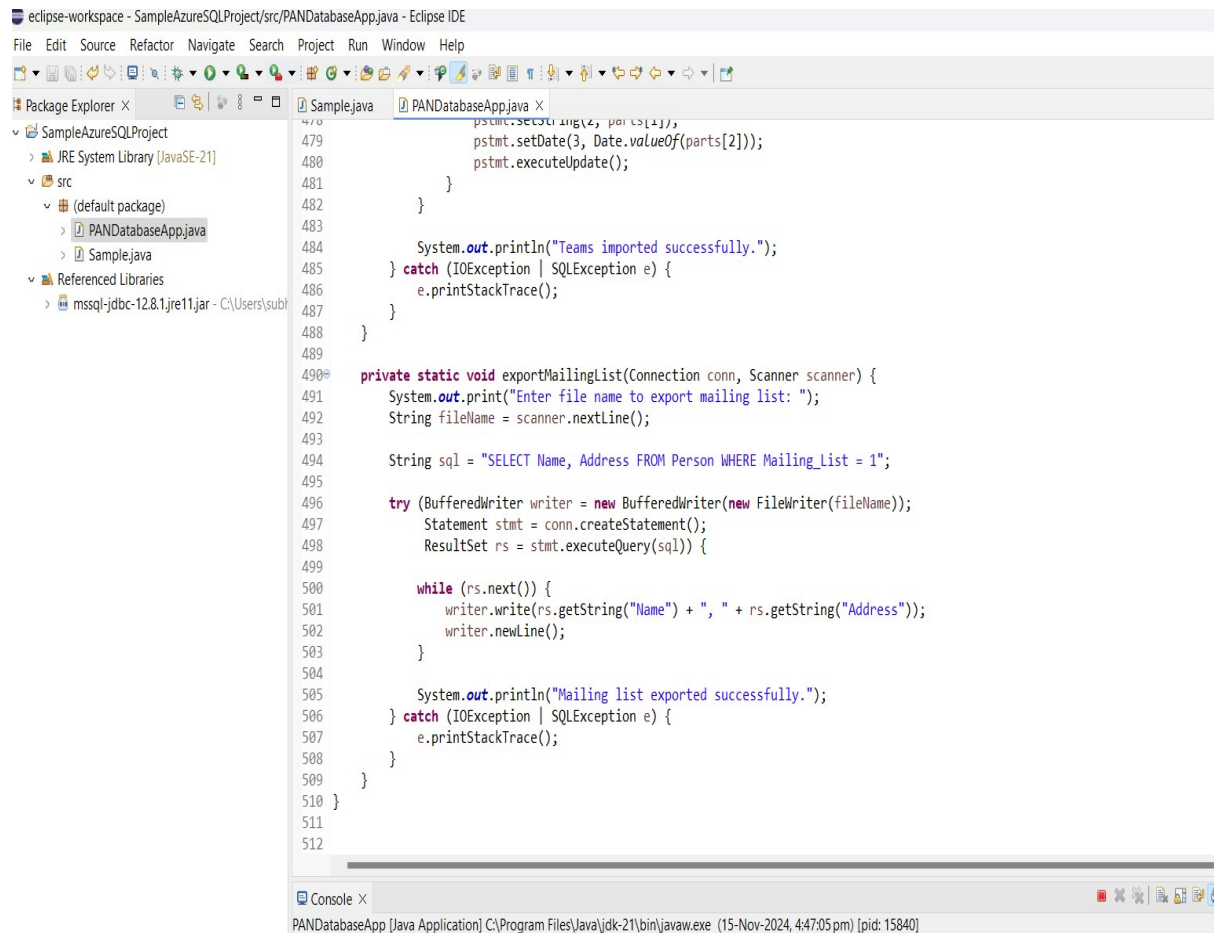 eclipse-workspace - SampleAzureSQLProject/src/PANDatabaseApp.java - Eclipse IDE
File Edit Source Refactor Navigate Search Project Run Window Help
Package Explorer ×
SampleAzureSQLProject
JRE System Library [JavaSE-21]
src
(default package)
PANDatabaseApp.java
Sample.java
Referenced Libraries
mssql-jdbc-12.8.1.jre11.jar - C:\Users\subh
Sample.java PANDatabaseApp.java ×
478 pstmt.setString(2, parts[1]);
479 pstmt.setDate(3, Date.valueOf(parts[2]));
480 pstmt.executeUpdate();
481 }
482 }
483
484 System.out.println("Teams imported successfully.");
485 } catch (IOException | SQLException e) {
486 e.printStackTrace();
487 }
488 }
489
490 private static void exportMailingList(Connection conn, Scanner scanner) {
491 System.out.print("Enter file name to export mailing list: ");
492 String fileName = scanner.nextLine();
493
494 String sql = "SELECT Name, Address FROM Person WHERE Mailing_List = 1";
495
496 try (BufferedWriter writer = new BufferedWriter(new FileWriter(fileName));
497 Statement stmt = conn.createStatement();
498 ResultSet rs = stmt.executeQuery(sql)) {
499
500 while (rs.next()) {
501 writer.write(rs.getString("Name") + ", " + rs.getString("Address"));
502 writer.newLine();
503 }
504
505 System.out.println("Mailing list exported successfully.");
506 } catch (IOException | SQLException e) {
507 e.printStackTrace();
508 }
509 }
510 }
511
512
Console ×
PANDatabaseApp [Java Application] C:\Program Files\Java\jdk-21\bin\javaw.exe (15-Nov-2024, 4:47:05 pm) [pid: 15840]